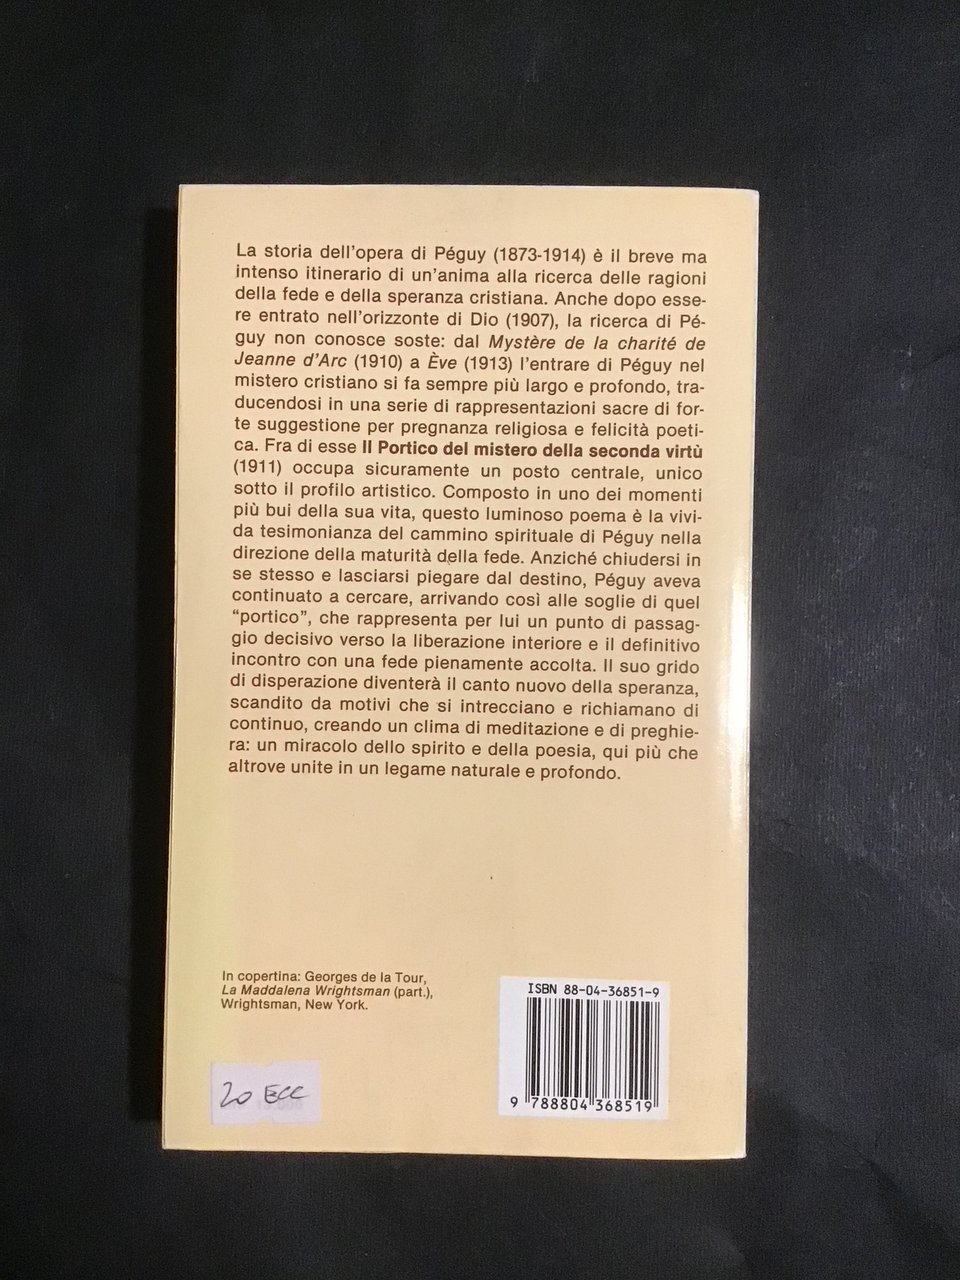 La storia dell'opera di Péguy (1873-1914) è il breve ma
intenso itinerario di un'anima alla ricerca delle ragioni
della fede e della speranza cristiana. Anche dopo esse-
re entrato nell'orizzonte di Dio (1907), la ricerca di Pé-
guy non conosce soste: dal Mystère de la charité de
Jeanne d'Arc (1910) a Ève (1913) l'entrare di Péguy nel
mistero cristiano si fa sempre più largo e profondo, tra-
ducendosi in una serie di rappresentazioni sacre di for-
te suggestione per pregnanza religiosa e felicità poeti-
ca. Fra di esse Il Portico del mistero della seconda virtù
(1911) occupa sicuramente un posto centrale, unico
sotto il profilo artistico. Composto in uno dei momenti
più bui della sua vita, questo luminoso poema è la vivi-
da tesimonianza del cammino spirituale di Péguy nella
direzione della maturità della fede. Anziché chiudersi in
se stesso e lasciarsi piegare dal destino, Péguy aveva
continuato a cercare, arrivando così alle soglie di quel
"portico", che rappresenta per lui un punto di passag-
gio decisivo verso la liberazione interiore e il definitivo
incontro con una fede pienamente accolta. Il suo grido
di disperazione diventerà il canto nuovo della speranza,
scandito da motivi che si intrecciano e richiamano di
continuo, creando un clima di meditazione e di preghie-
ra: un miracolo dello spirito e della poesia, qui più che
altrove unite in un legame naturale e profondo.
In copertina: Georges de la Tour,
La Maddalena Wrightsman (part.),
Wrightsman, New York.
ISBN 88-04-36851-9
9 788804 368519
20 ECC